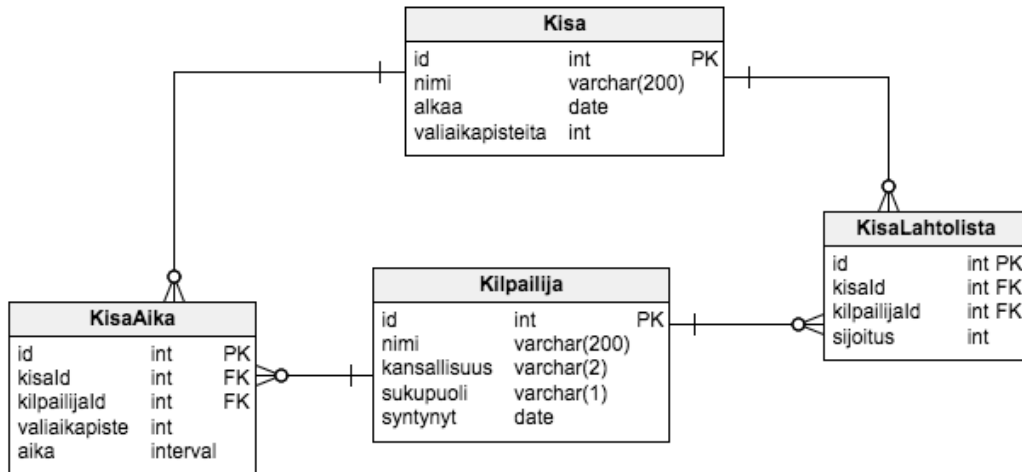 Kisa
id int PK
nimi varchar(200)
alkaa date
valiaikapisteita int
KisaLahtolista
id int PK
kisaId int FK
kilpailijaId int FK
sijoitus int
Kilpailija
id int PK
nimi varchar(200)
kansallisuus varchar(2)
sukupuoli varchar(1)
syntynyt date
KisaAika
id int PK
kisaId int FK
kilpailijaId int FK
valiaikapiste int
aika interval